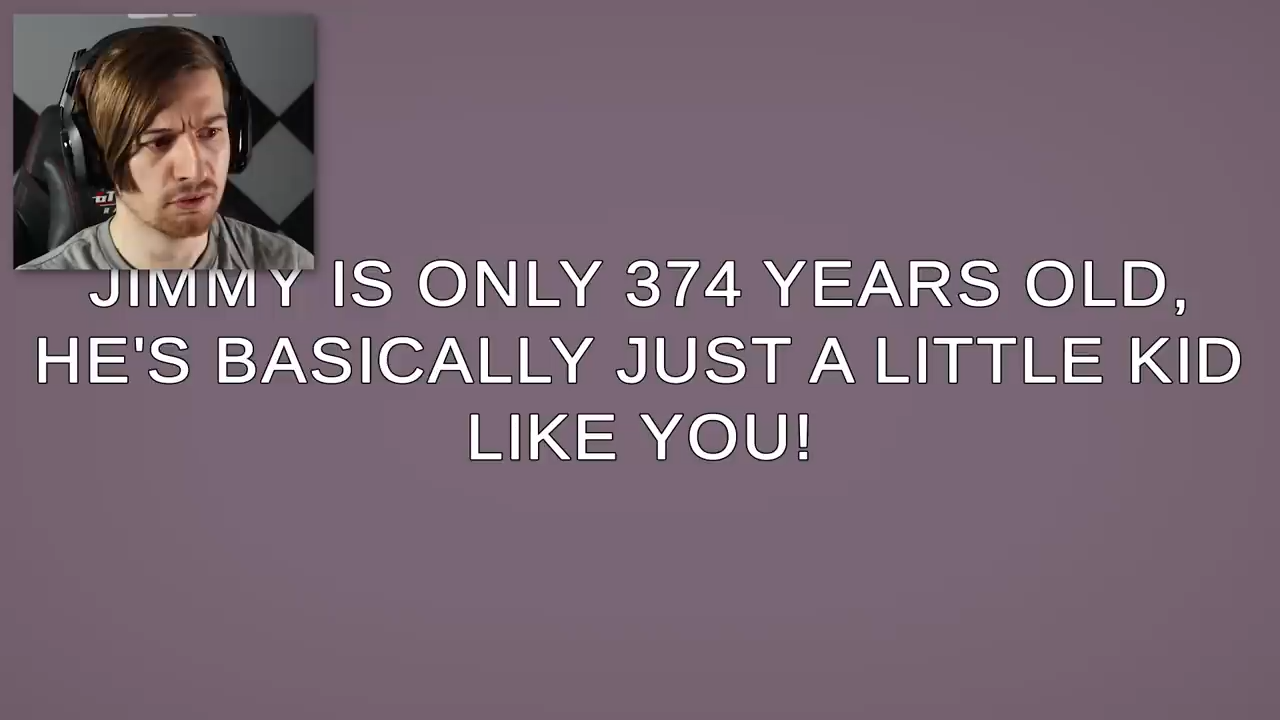 JIMMY IS ONLY 374 YEARS OLD,
HE'S BASICALLY JUST A LITTLE KID
LIKE YOU!